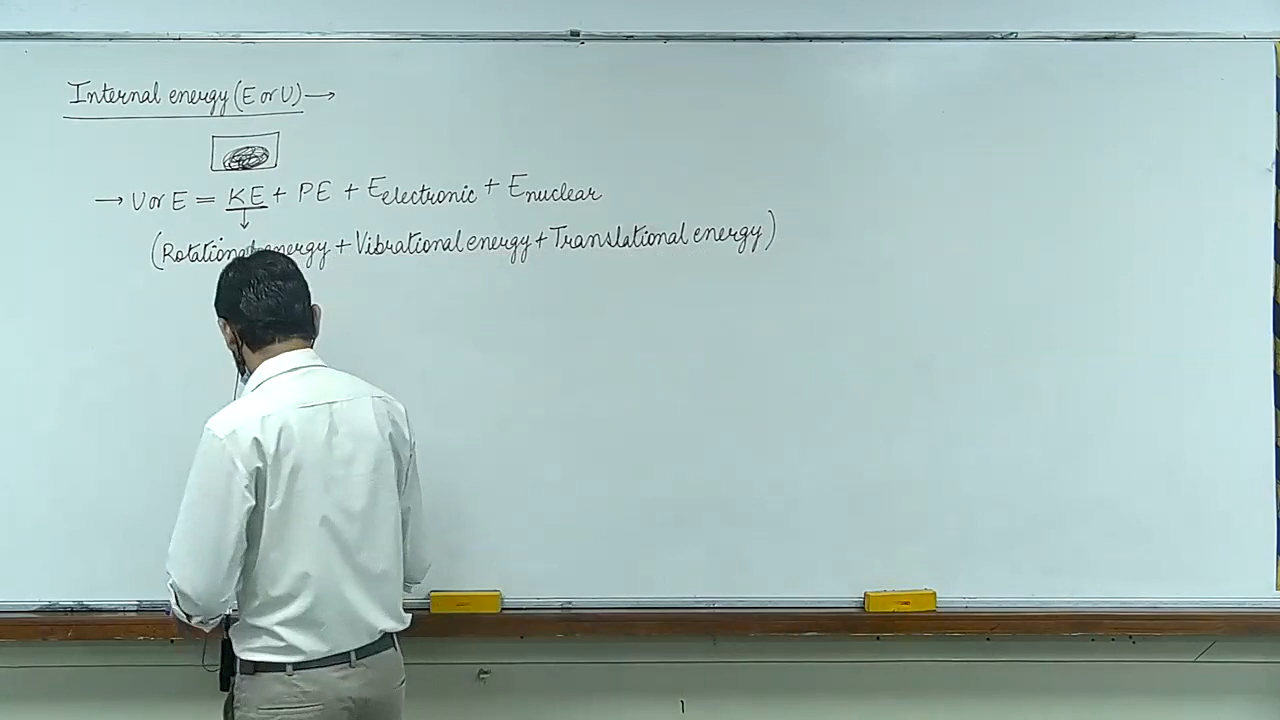 Internal energy (E or U) →
→ U or E = KE + PE + Eelectronic + Enuclear
(Rotational energy + Vibrational energy + Translational energy)